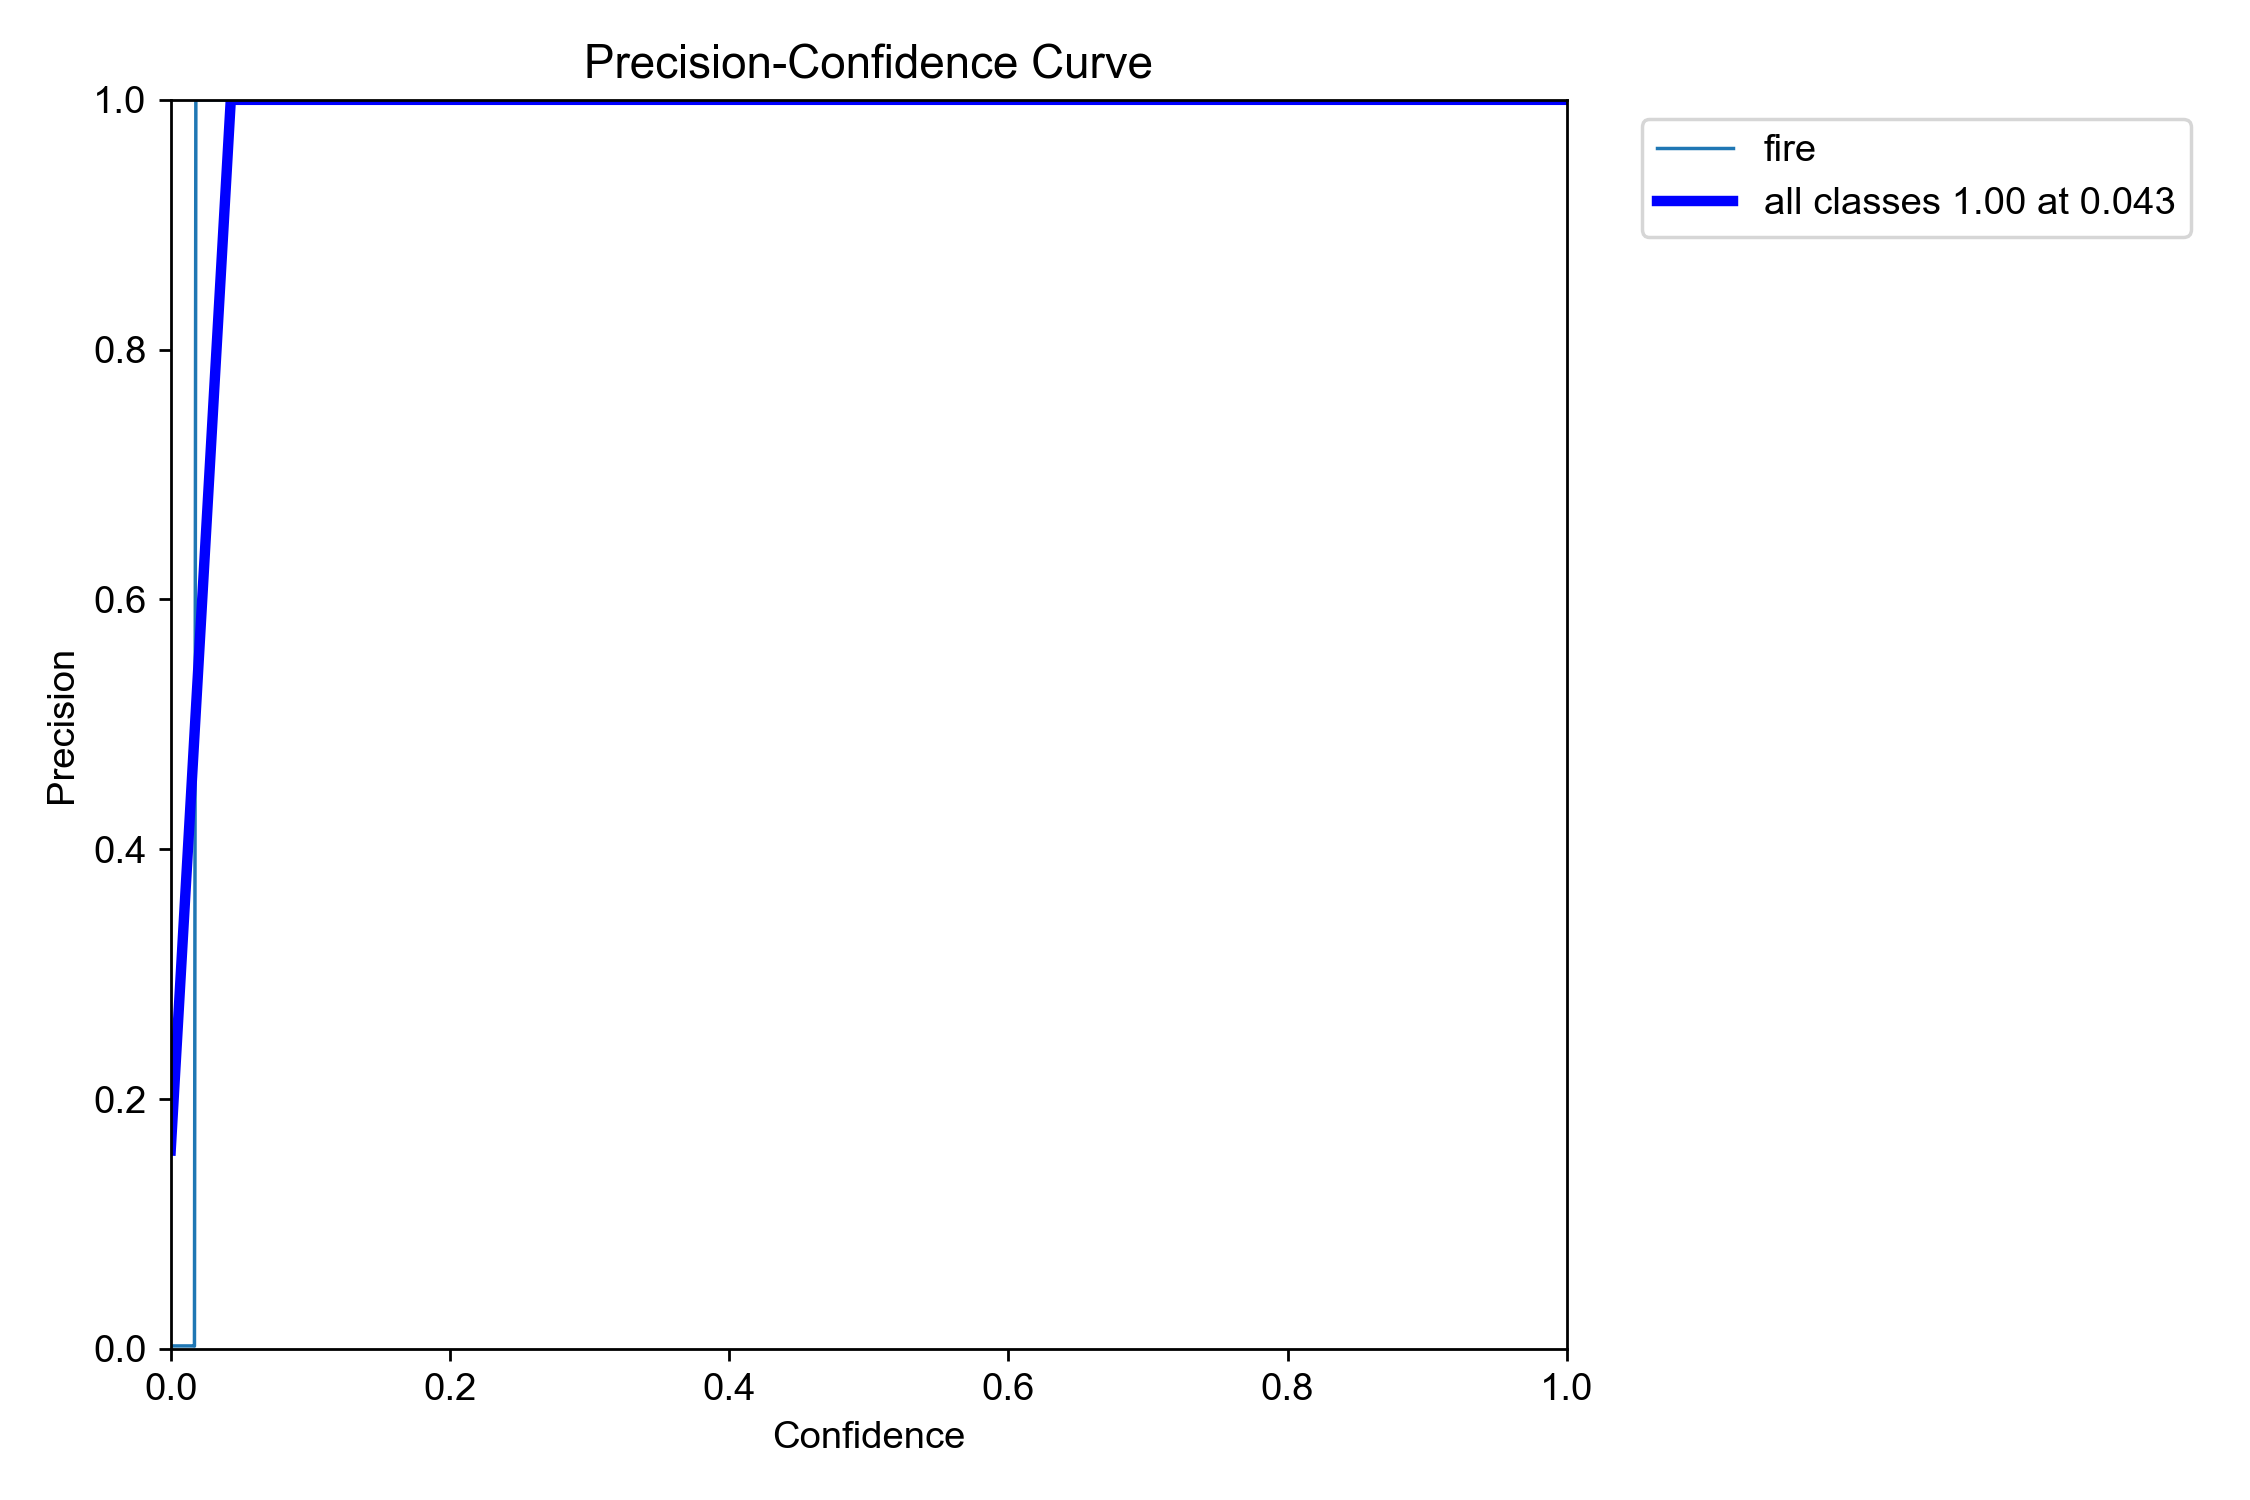 Precision-Confidence Curve
1.0
0.8
0.6
0.4
0.2
0.0
Precision
0.0 0.2 0.4 0.6 0.8 1.0
Confidence
fire
all classes 1.00 at 0.043